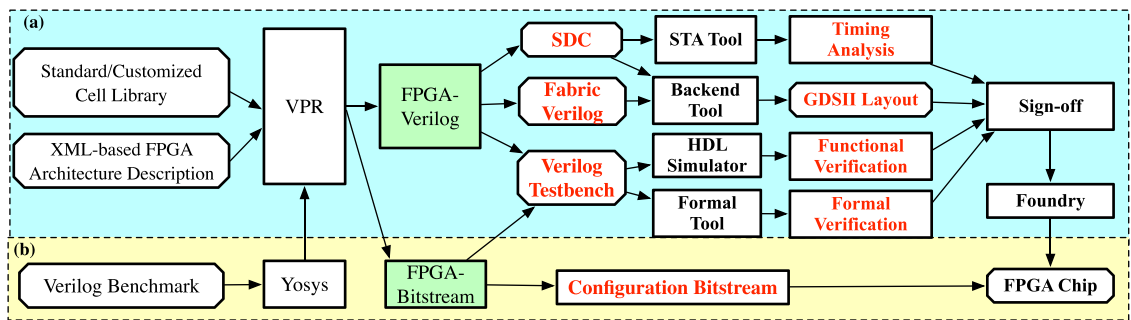 (a)
Standard/Customized
Cell Library
XML-based FPGA
Architecture Description
VPR
FPGA-
Verilog
SDC
Fabric
Verilog
Verilog
Testbench
STA Tool
Backend
Tool
HDL
Simulator
Formal
Tool
Timing
Analysis
GDSII Layout
Functional
Verification
Formal
Verification
Sign-off
Foundry
(b)
Verilog Benchmark
Yosys
FPGA-
Bitstream
Configuration Bitstream
FPGA Chip